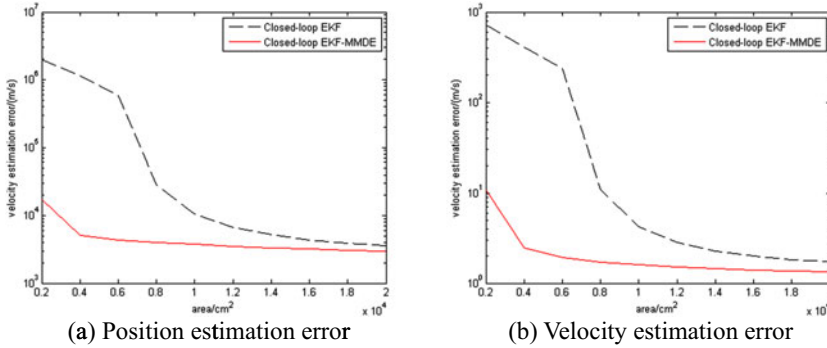 10^7
10^6
10^5
10^4
10^3
velocity estimation error/(m/s)
Closed-loop EKF
Closed-loop EKF-MMDE
0.2 0.4 0.6 0.8 1 1.2 1.4 1.6 1.8 2
area/cm^2
x 10^4
(a) Position estimation error
10^3
10^2
10^1
10^0
velocity estimation error/(m/s)
Closed-loop EKF
Closed-loop EKF-MMDE
0.2 0.4 0.6 0.8 1 1.2 1.4 1.6 1.8
area/cm^2
(b) Velocity estimation error